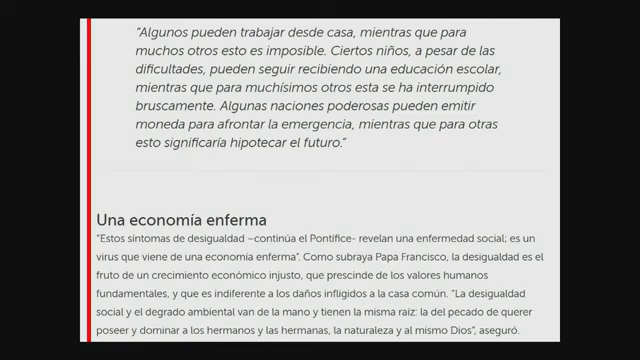 “Algunos pueden trabajar desde casa, mientras que para
muchos otros esto es imposible. Ciertos niños, a pesar de las
dificultades, pueden seguir recibiendo una educación escolar,
mientras que para muchísimos otros esta se ha interrumpido
bruscamente. Algunas naciones poderosas pueden emitir
moneda para afrontar la emergencia, mientras que para otras
esto significaría hipotecar el futuro.”
Una economía enferma
“Estos síntomas de desigualdad –continúa el Pontífice- revelan una enfermedad social; es un
virus que viene de una economía enferma”. Como subraya Papa Francisco, la desigualdad es el
fruto de un crecimiento económico injusto, que prescinde de los valores humanos
fundamentales, y que es indiferente a los daños infligidos a la casa común. “La desigualdad
social y el degrado ambiental van de la mano y tienen la misma raíz: la del pecado de querer
poseer y dominar a los hermanos y las hermanas, la naturaleza y al mismo Dios”, aseguró.